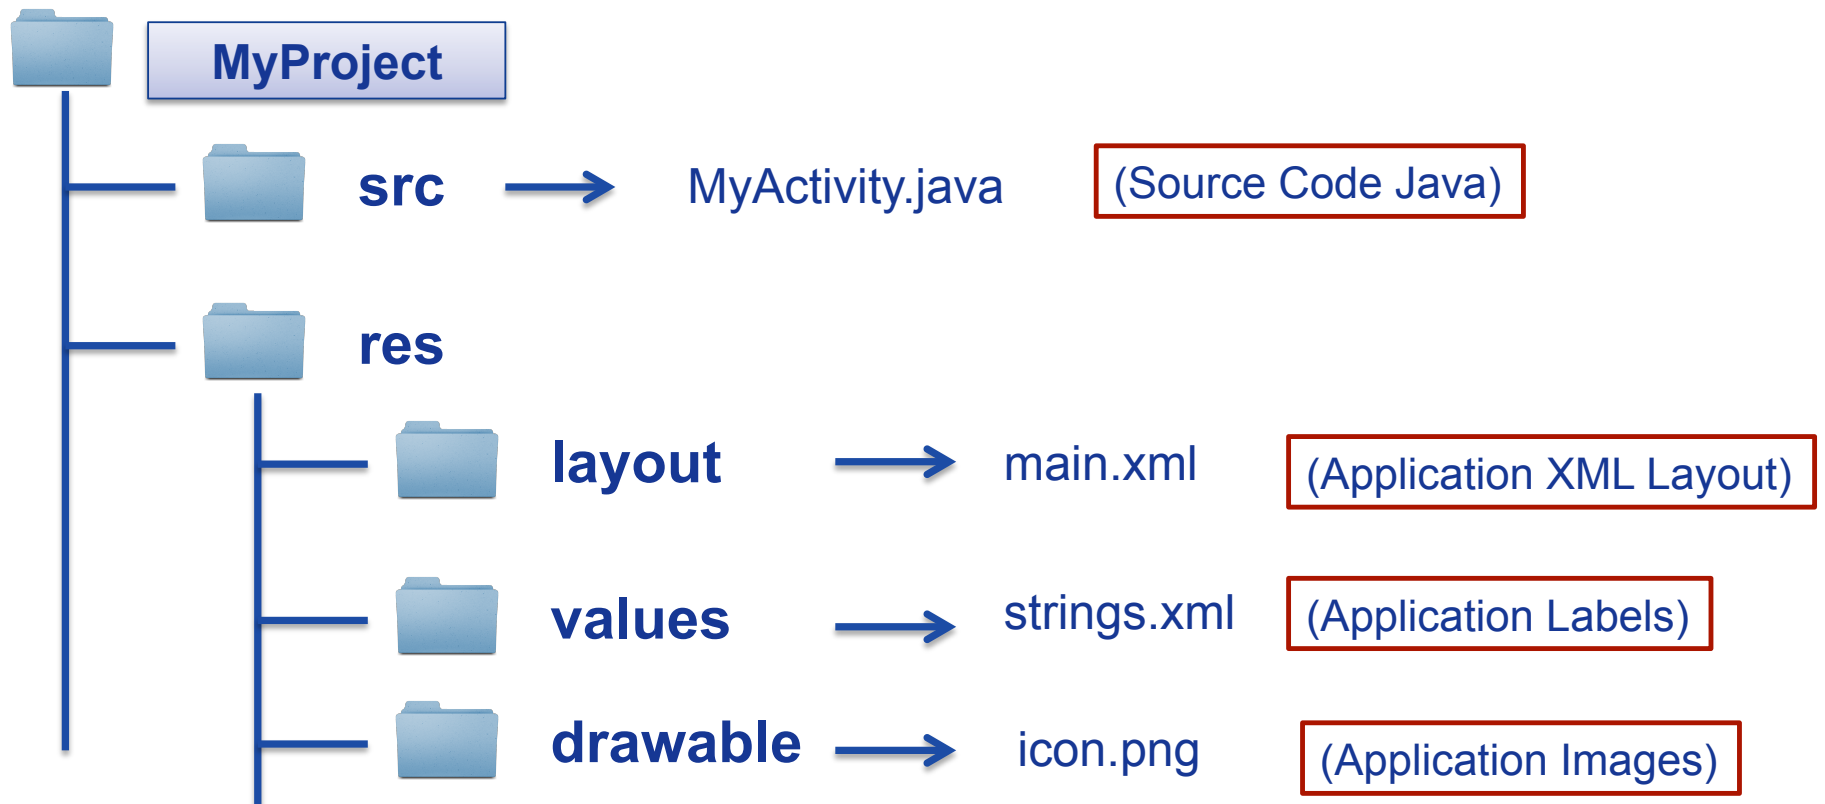 MyProject
src MyActivity.java (Source Code Java)
res
layout main.xml (Application XML Layout)
values strings.xml (Application Labels)
drawable icon.png (Application Images)